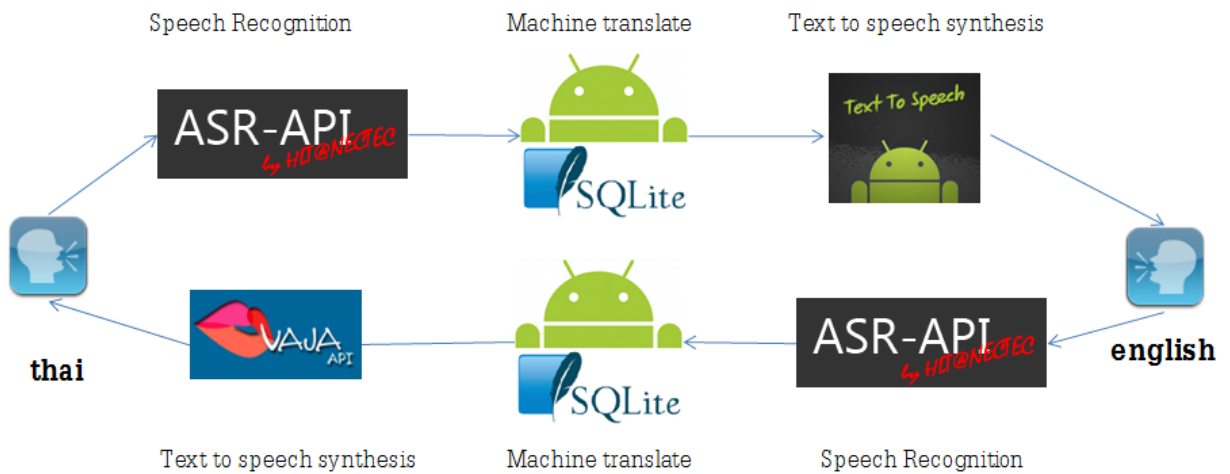 Speech Recognition
Machine translate
Text to speech synthesis
ASR-API
by HLT@NECTEC
SQLite
Text To Speech
thai
VAJA
API
SQLite
ASR-API
by HLT@NECTEC
english
Text to speech synthesis
Machine translate
Speech Recognition